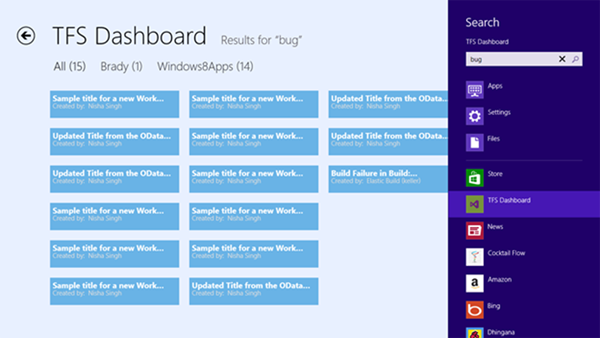 TFS Dashboard Results for "bug"
All (15) Brady (1) Windows8Apps (14)
Sample title for a new Work...
Created by: Nisha Singh
Updated Title from the OData...
Created by: Nisha Singh
Updated Title from the OData...
Created by: Nisha Singh
Sample title for a new Work...
Created by: Nisha Singh
Sample title for a new Work...
Created by: Nisha Singh
Sample title for a new Work...
Created by: Nisha Singh
Sample title for a new Work...
Created by: Nisha Singh
Sample title for a new Work...
Created by: Nisha Singh
Sample title for a new Work...
Created by: Nisha Singh
Sample title for a new Work...
Created by: Nisha Singh
Sample title for a new Work...
Created by: Nisha Singh
Updated Title from the OData...
Created by: Nisha Singh
Updated Title from the OData...
Created by: Nisha Singh
Updated Title from the OData...
Created by: Nisha Singh
Build Failure in Build:...
Created by: Elastic Build
Search
TFS Dashboard
bug
Apps
Settings
Files
Store
TFS Dashboard
News
Cocktail Flow
Amazon
Bing
Dhingana